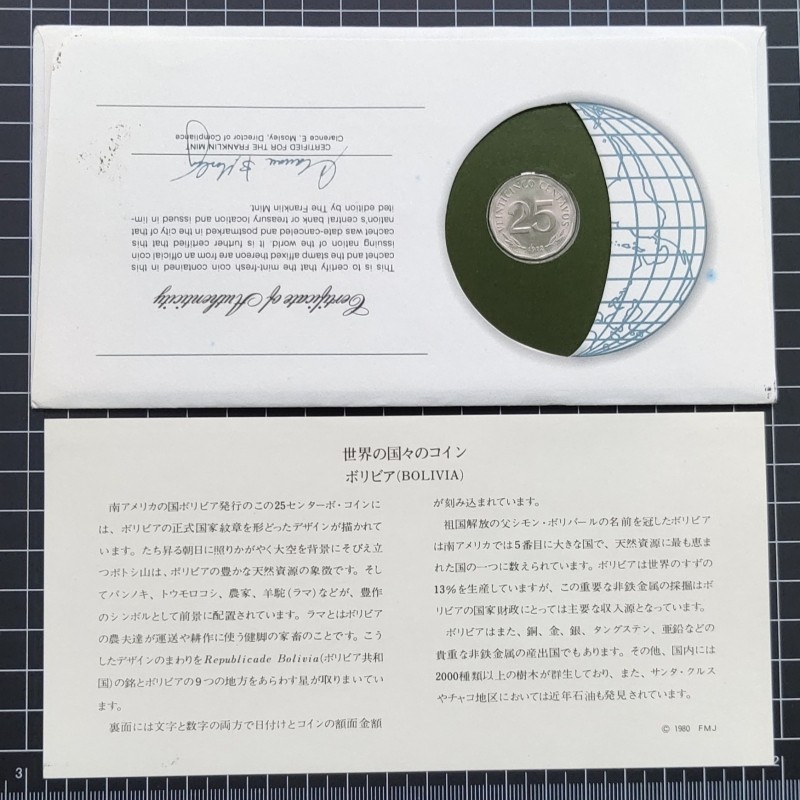 Certificate of Authenticity
This is to certify that the mint-fresh coin contained in this
cachet and the stamp affixed thereon are from an official coin
issuing nation of the world. It is further certified that this
cachet was date-canceled and postmarked in the city of that
nation's central bank or treasury location and issued in lim-
ited edition by The Franklin Mint.
CERTIFIED FOR THE FRANKLIN MINT
Clarence E. Mosley, Director of Compliance
VEINTICINCO CENTAVOS
25
世界の国々のコイン
ボリビア(BOLIVIA)
南アメリカの国ボリビア発行のこの25センターボ・コインに
は、ボリビアの正式国家紋章を形どったデザインが描かれて
います。たち昇る朝日に照りかがやく大空を背景にそびえ立
つポトシ山は、ボリビアの豊かな天然資源の象徴です。そし
てパンノキ、トウモロコシ、農家、羊駝(ラマ)などが、豊作
のシンボルとして前景に配置されています。ラマとはボリビア
の農夫達が運送や耕作に使う健脚の家畜のことです。こう
したデザインのまわりをRepublicade Bolivia(ボリビア共和
国)の銘とボリビアの9つの地方をあらわす星が取りまいてい
ます。
裏面には文字と数字の両方で日付けとコインの額面金額
が刻み込まれています。
祖国解放の父シモン・ボリバールの名前を冠したボリビア
は南アメリカでは5番目に大きな国で、天然資源に最も恵ま
れた国の一つに数えられています。ボリビアは世界のすずの
13%を生産していますが、この重要な非鉄金属の採掘はボ
リビアの国家財政にとっては主要な収入源となっています。
ボリビアはまた、銅、金、銀、タングステン、亜鉛などの
貴重な非鉄金属の産出国でもあります。その他、国内には
2000種類以上の樹木が群生しており、また、サンタ・クルス
やチャコ地区においては近年石油も発見されています。
© 1980 FMJ
3
2